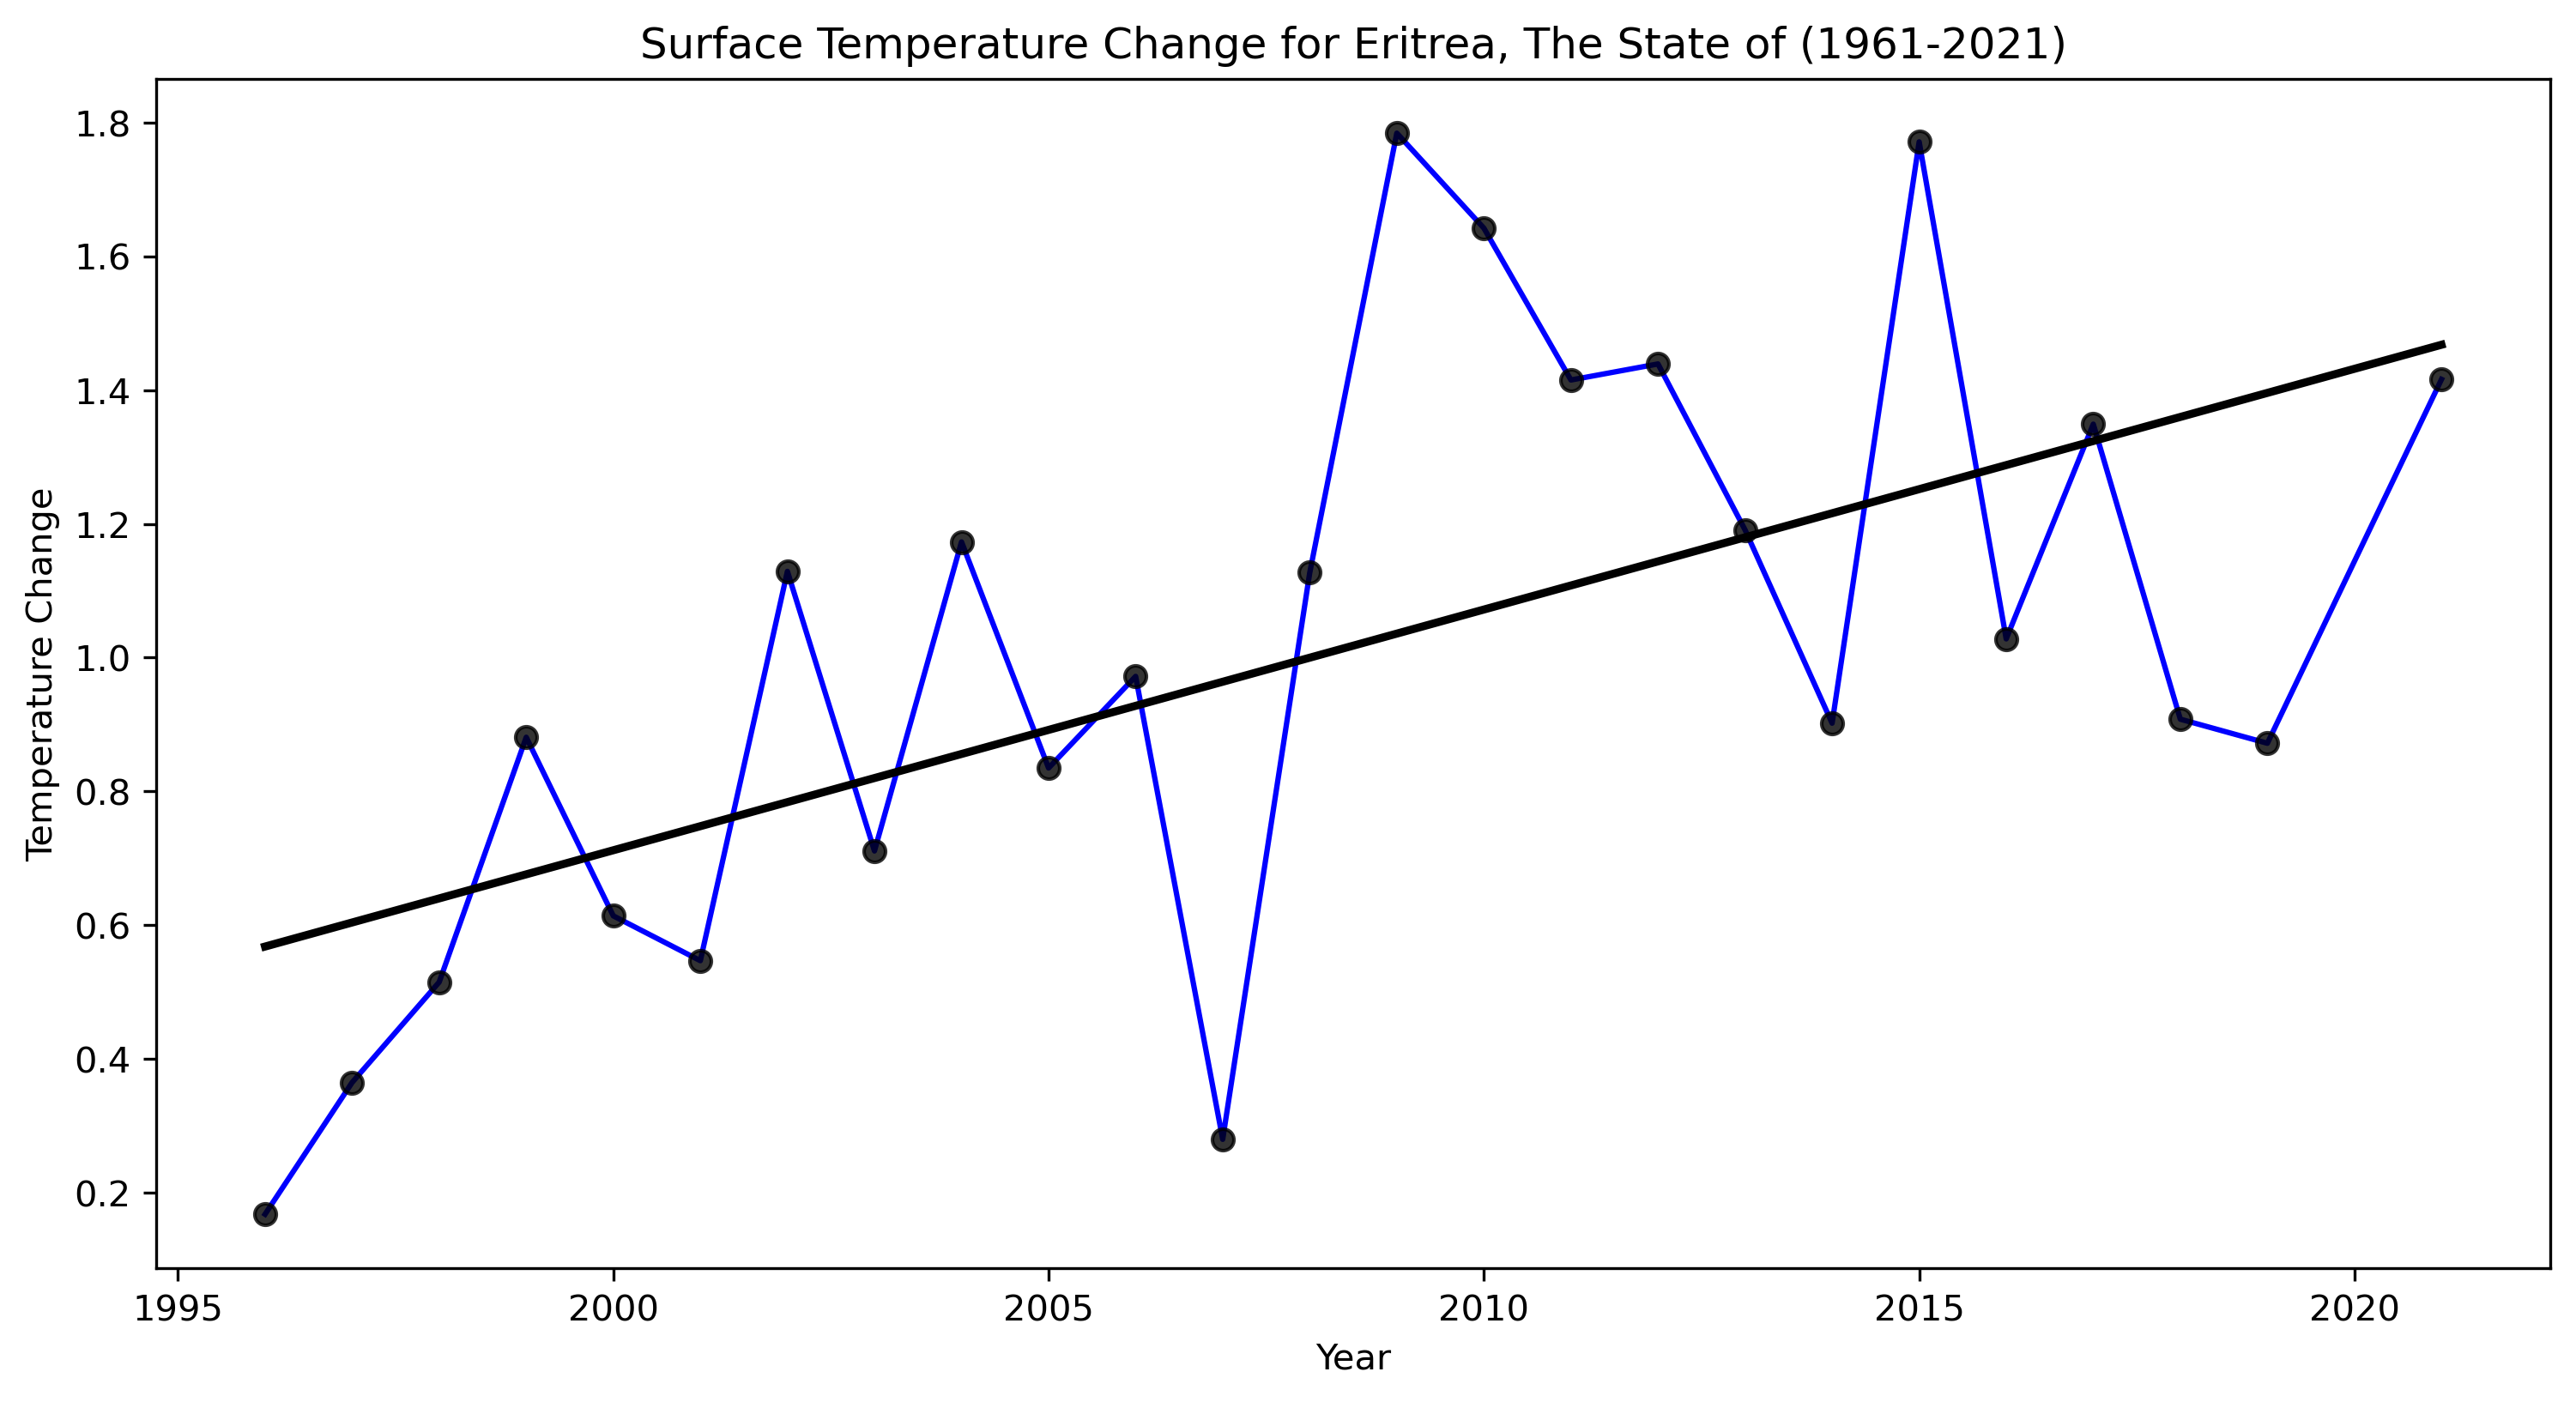 Surface Temperature Change for Eritrea, The State of (1961-2021)
1.8
1.6
1.4
1.2
1.0
0.8
0.6
0.4
0.2
Temperature Change
1995 2000 2005 2010 2015 2020
Year